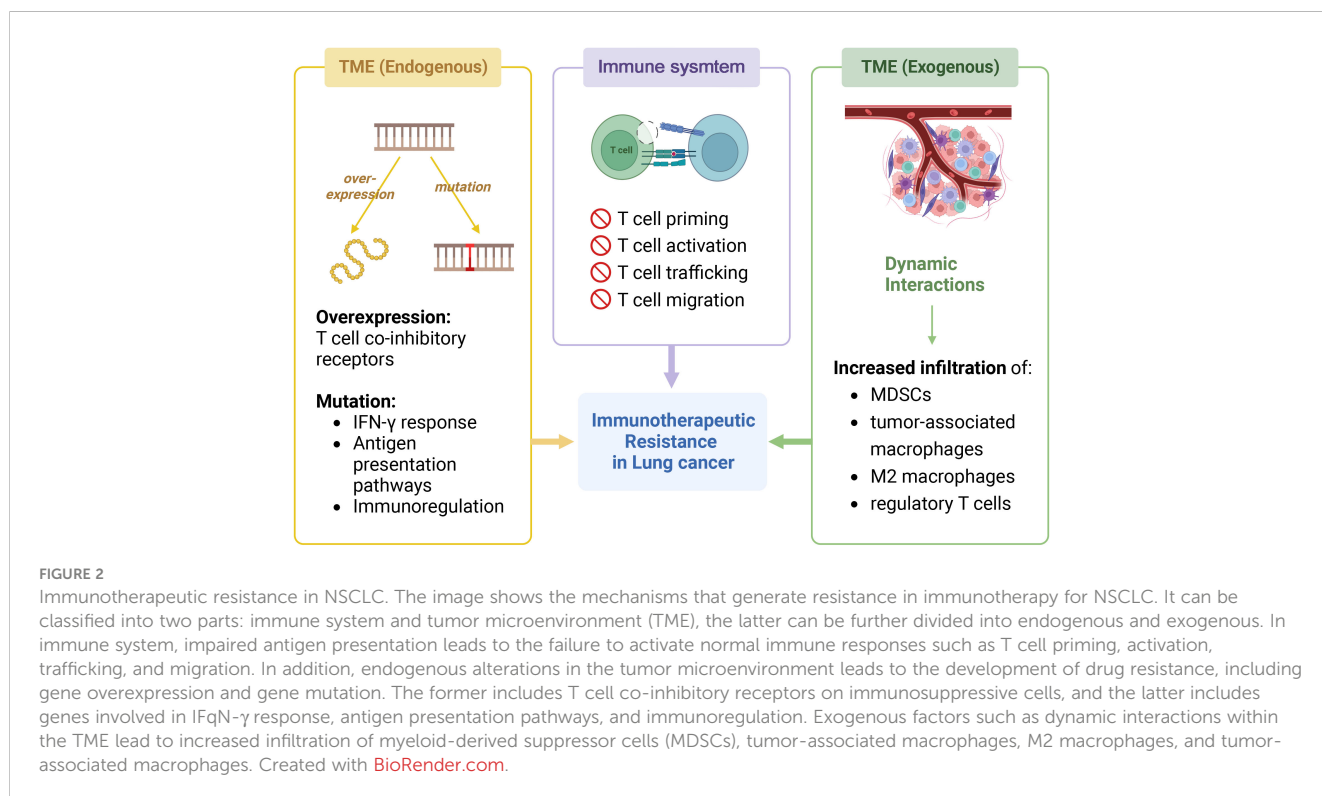 TME (Endogenous)
over-
expression
mutation
Overexpression:
T cell co-inhibitory
receptors
Mutation:
• IFN-γ response
• Antigen
presentation
pathways
• Immunoregulation
Immune sysmtem
T cell
T cell priming
T cell activation
T cell trafficking
T cell migration
Immunotherapeutic
Resistance
in Lung cancer
TME (Exogenous)
Dynamic
Interactions
Increased infiltration of:
• MDSCs
• tumor-associated
macrophages
• M2 macrophages
• regulatory T cells
FIGURE 2
Immunotherapeutic resistance in NSCLC. The image shows the mechanisms that generate resistance in immunotherapy for NSCLC. It can be
classified into two parts: immune system and tumor microenvironment (TME), the latter can be further divided into endogenous and exogenous. In
immune system, impaired antigen presentation leads to the failure to activate normal immune responses such as T cell priming, activation,
trafficking, and migration. In addition, endogenous alterations in the tumor microenvironment leads to the development of drug resistance, including
gene overexpression and gene mutation. The former includes T cell co-inhibitory receptors on immunosuppressive cells, and the latter includes
genes involved in IFqN-γ response, antigen presentation pathways, and immunoregulation. Exogenous factors such as dynamic interactions within
the TME lead to increased infiltration of myeloid-derived suppressor cells (MDSCs), tumor-associated macrophages, M2 macrophages, and tumor-
associated macrophages. Created with BioRender.com.